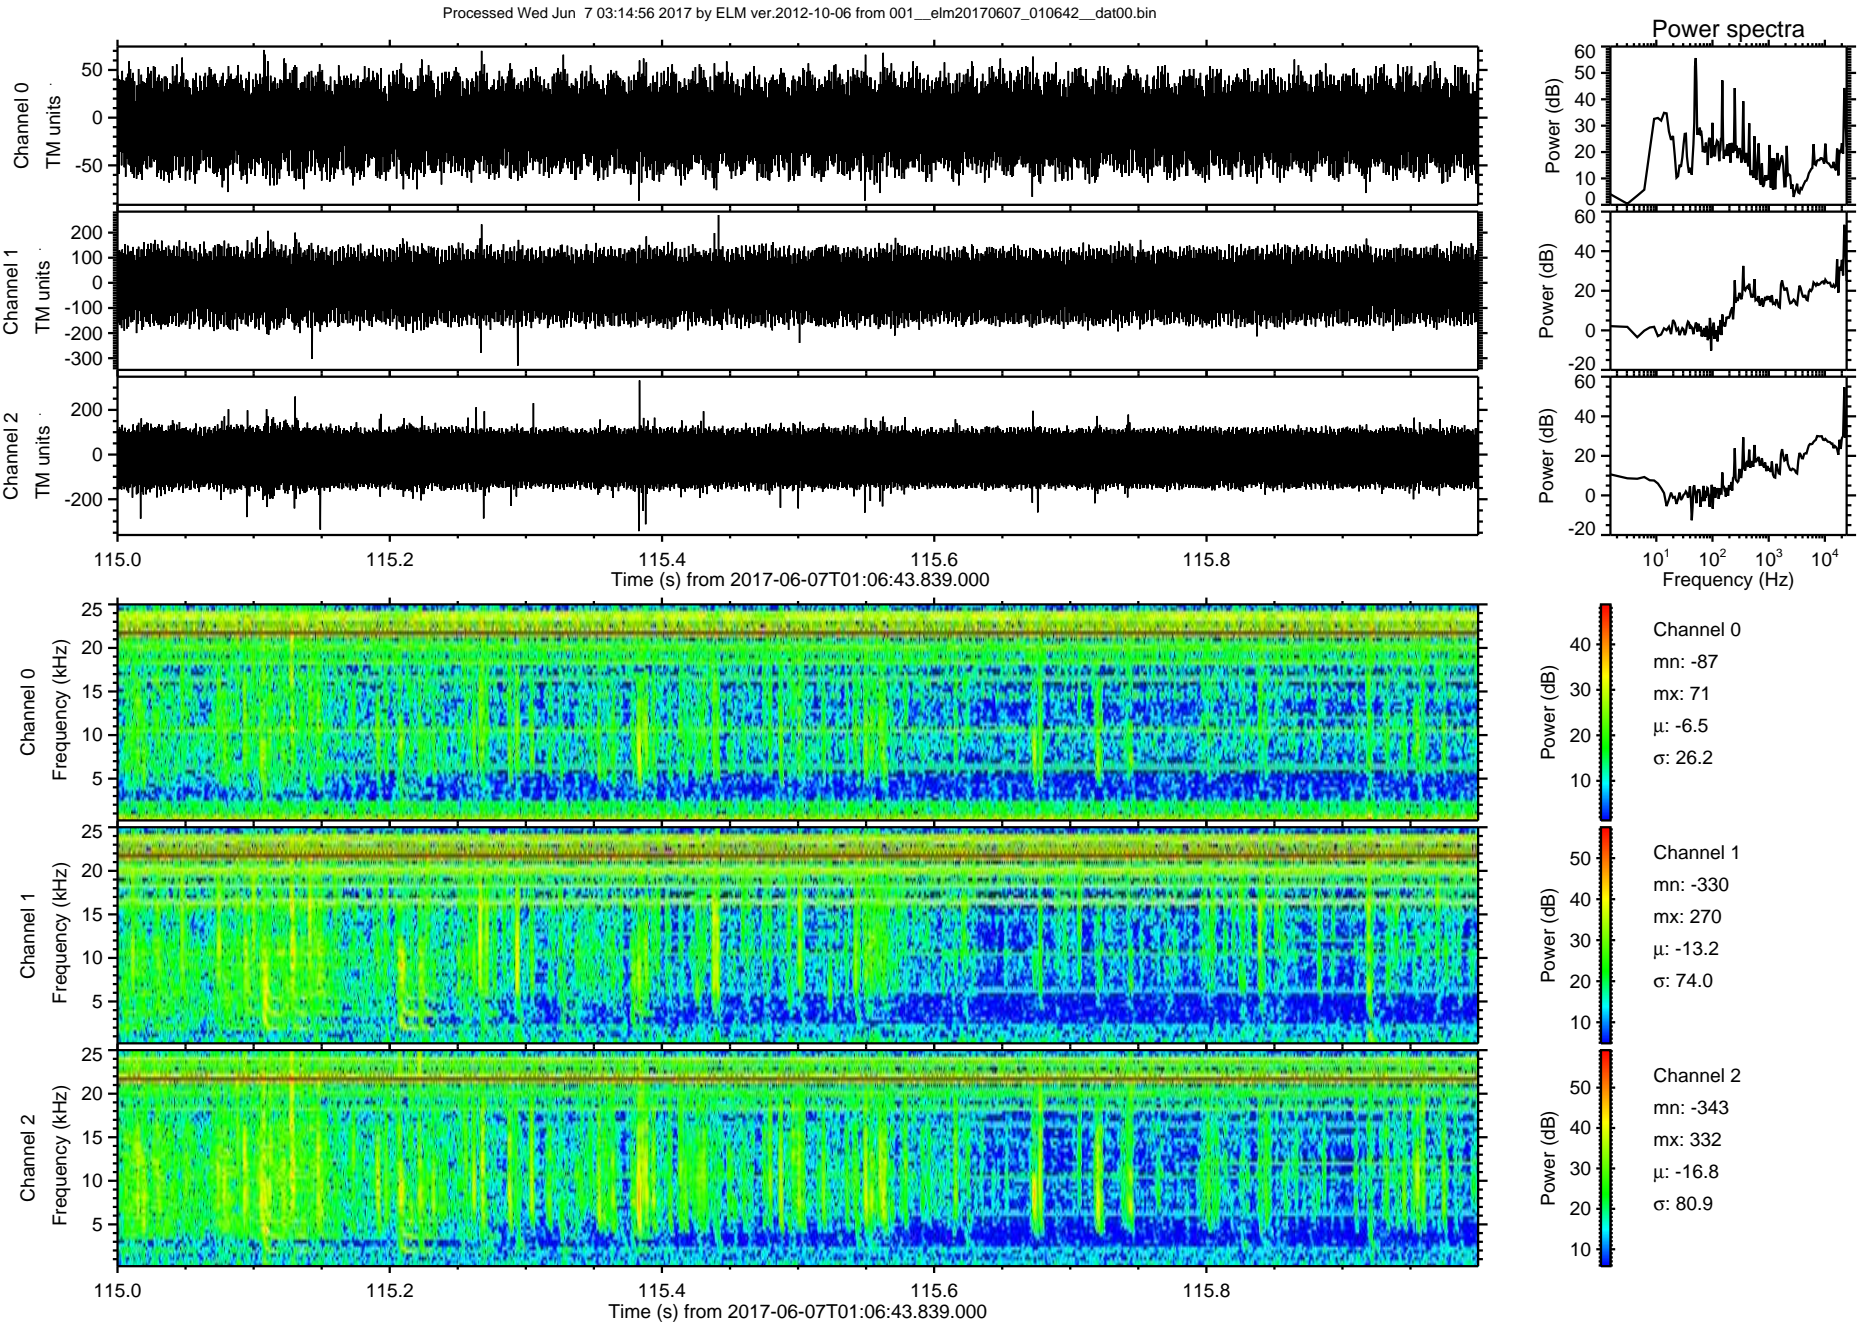 Processed Wed Jun  7 03:14:56 2017 by ELM ver.2012-10-06 from 001__elm20170607_010642__dat00.bin
Power spectra
Channel 0
TM units
50
0
-50
Power (dB)
60
50
40
30
20
10
0
Channel 1
TM units
200
100
0
-100
-200
-300
Power (dB)
60
40
20
0
-20
Channel 2
TM units
200
0
-200
Power (dB)
60
40
20
0
-20
115.0
115.2
115.4
115.6
115.8
Time (s) from 2017-06-07T01:06:43.839.000
10^1
10^2
10^3
10^4
Frequency (Hz)
Channel 0
Frequency (kHz)
25
20
15
10
5
Power (dB)
40
30
20
10
Channel 0
mn: -87
mx: 71
μ: -6.5
σ: 26.2
Channel 1
Frequency (kHz)
25
20
15
10
5
Power (dB)
50
40
30
20
10
Channel 1
mn: -330
mx: 270
μ: -13.2
σ: 74.0
Channel 2
Frequency (kHz)
25
20
15
10
5
Power (dB)
50
40
30
20
10
Channel 2
mn: -343
mx: 332
μ: -16.8
σ: 80.9
115.0
115.2
115.4
115.6
115.8
Time (s) from 2017-06-07T01:06:43.839.000